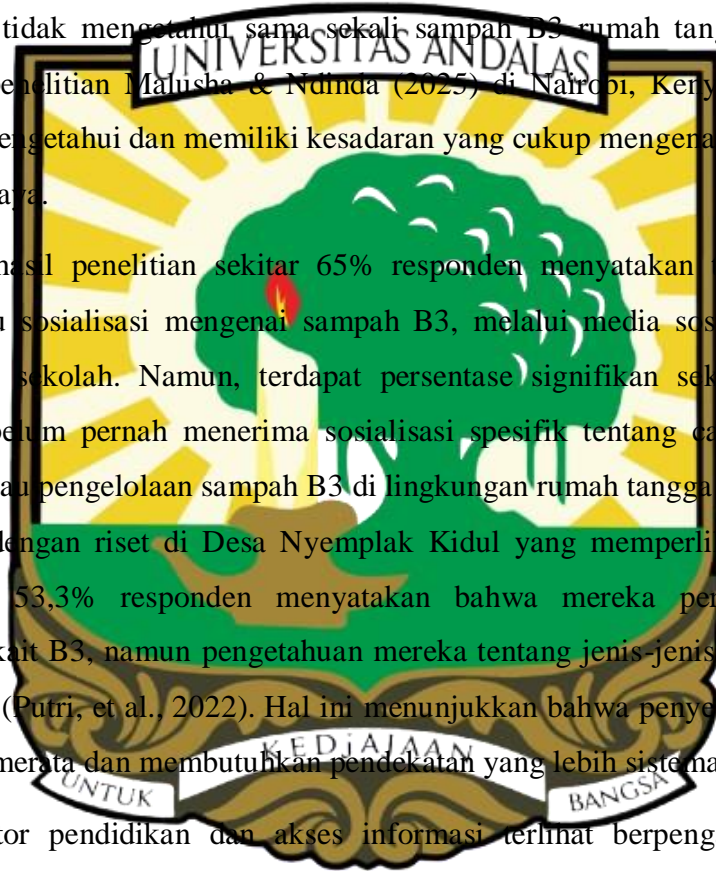 tidak mengetahui sama sekali sampah B3 rumah tang
UNIVERSITAS ANDALAS
penelitian Malusha & Ndinda (2025) di Nairobi, Keny
engetahui dan memiliki kesadaran yang cukup mengena
aya.
hasil penelitian sekitar 65% responden menyatakan
u sosialisasi mengenai sampah B3, melalui media sos
sekolah. Namun, terdapat persentase signifikan sek
belum pernah menerima sosialisasi spesifik tentang ca
au pengelolaan sampah B3 di lingkungan rumah tangga
dengan riset di Desa Nyemplak Kidul yang memperli
53,3% responden menyatakan bahwa mereka per
kait B3, namun pengetahuan mereka tentang jenis-jenis
(Putri, et al., 2022). Hal ini menunjukkan bahwa penye
merata dan membutuhkan pendekatan yang lebih sistema
UNTUK KEDJAJAAN BANGSA
tor pendidikan dan akses informasi terlihat berpeng